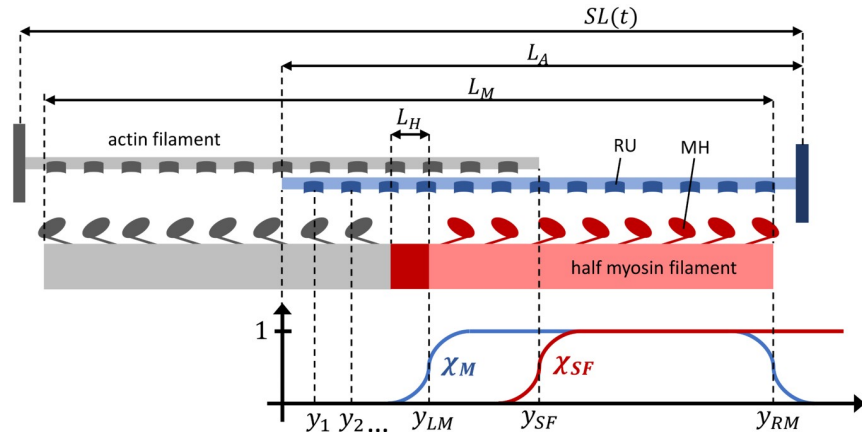 SL(t)
L_A
L_M
L_H
actin filament
RU
MH
half myosin filament
1
χ_M
χ_SF
y_1 y_2... y_LM y_SF y_RM